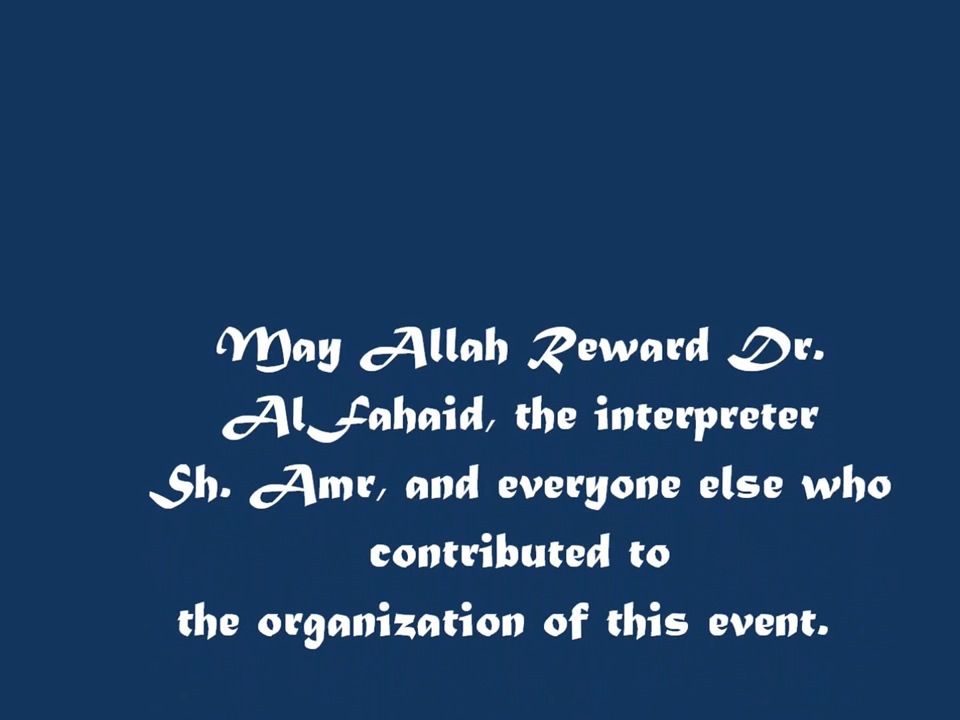 May Allah Reward Dr.
Al Fahaid, the interpreter
Sh. Amr, and everyone else who
contributed to
the organization of this event.